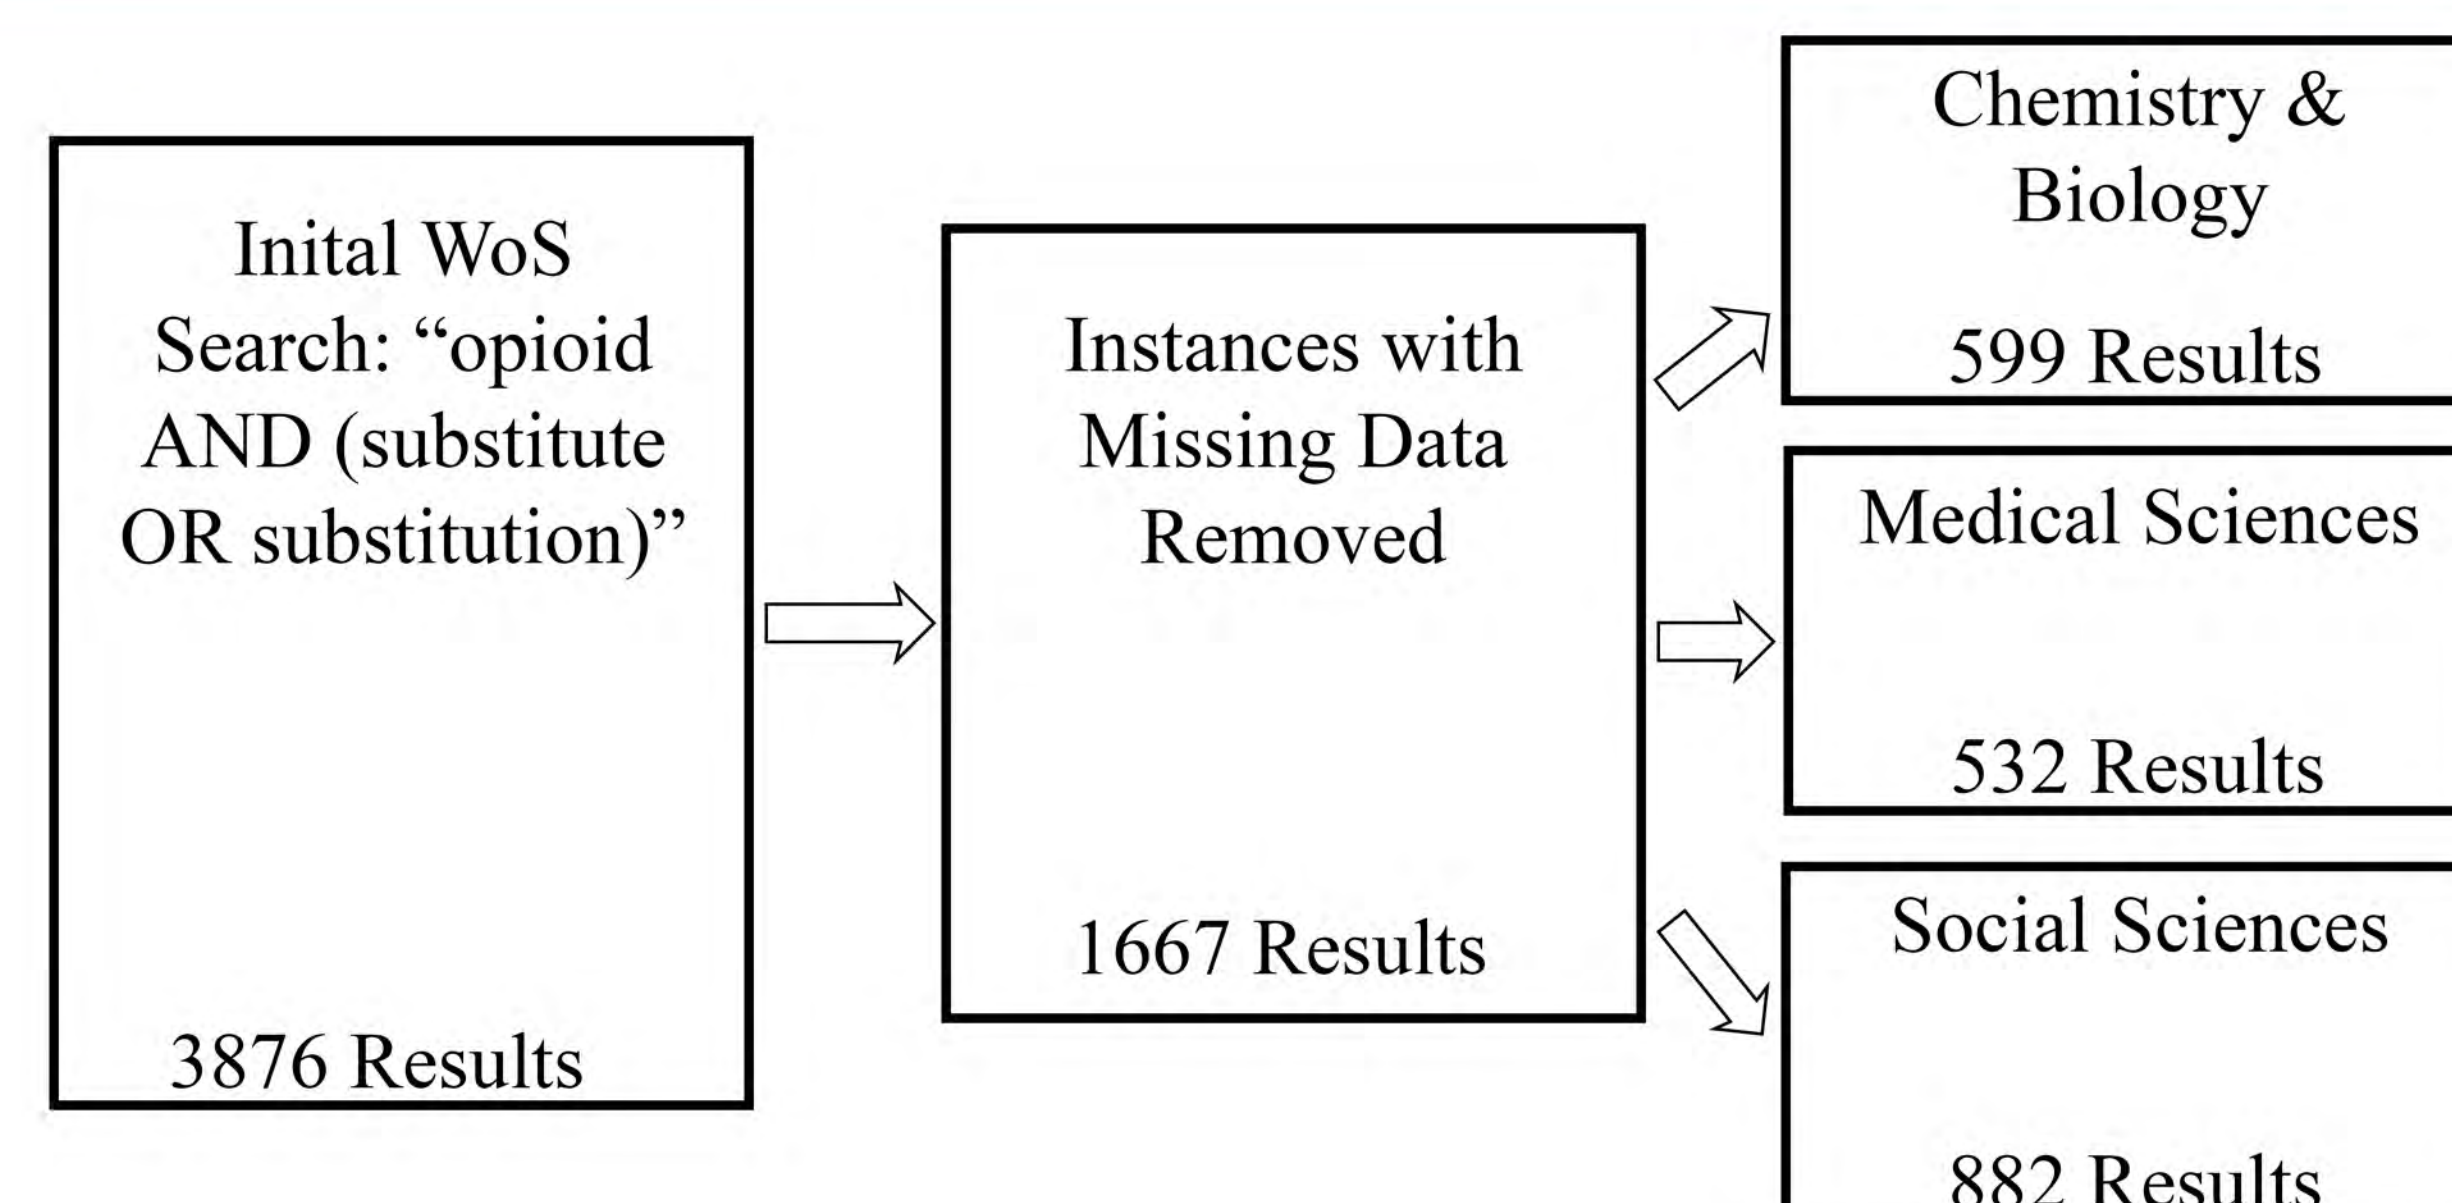 Inital WoS
Search: “opioid
AND (substitute
OR substitution)”
3876 Results
Instances with
Missing Data
Removed
1667 Results
Chemistry &
Biology
599 Results
Medical Sciences
532 Results
Social Sciences
882 Results